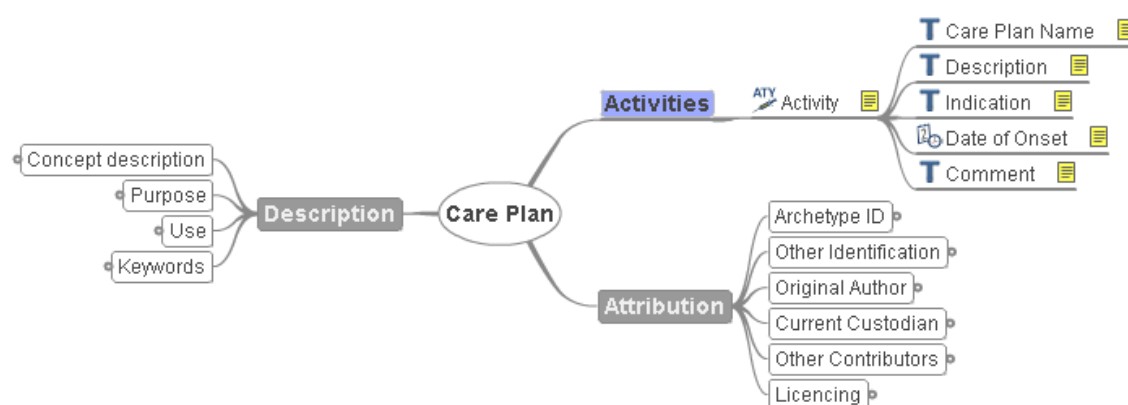 Care Plan
Description
Concept description
Purpose
Use
Keywords
Activities
ATY
Activity
T Care Plan Name
T Description
T Indication
Date of Onset
T Comment
Attribution
Archetype ID
Other Identification
Original Author
Current Custodian
Other Contributors
Licencing